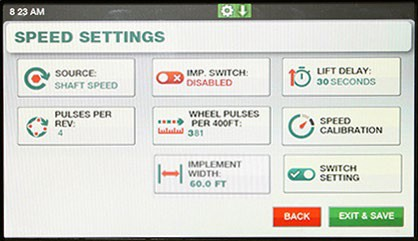 8 23 AM
SPEED SETTINGS
SOURCE:
SHAFT SPEED
IMP. SWITCH:
DISABLED
LIFT DELAY:
30 SECONDS
PULSES PER
REV:
4
WHEEL PULSES
PER 400FT:
381
SPEED
CALIBRATION
IMPLEMENT
WIDTH:
60.0 FT
SWITCH
SETTING
BACK
EXIT & SAVE